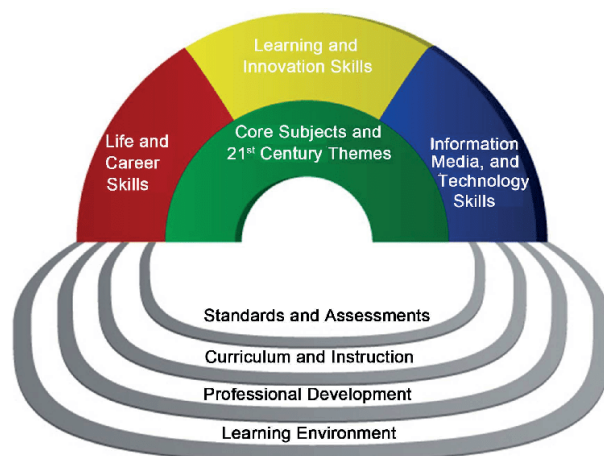 Learning and
Innovation Skills
Life and
Career
Skills
Core Subjects and
21st Century Themes
Information
Media, and
Technology
Skills
Standards and Assessments
Curriculum and Instruction
Professional Development
Learning Environment